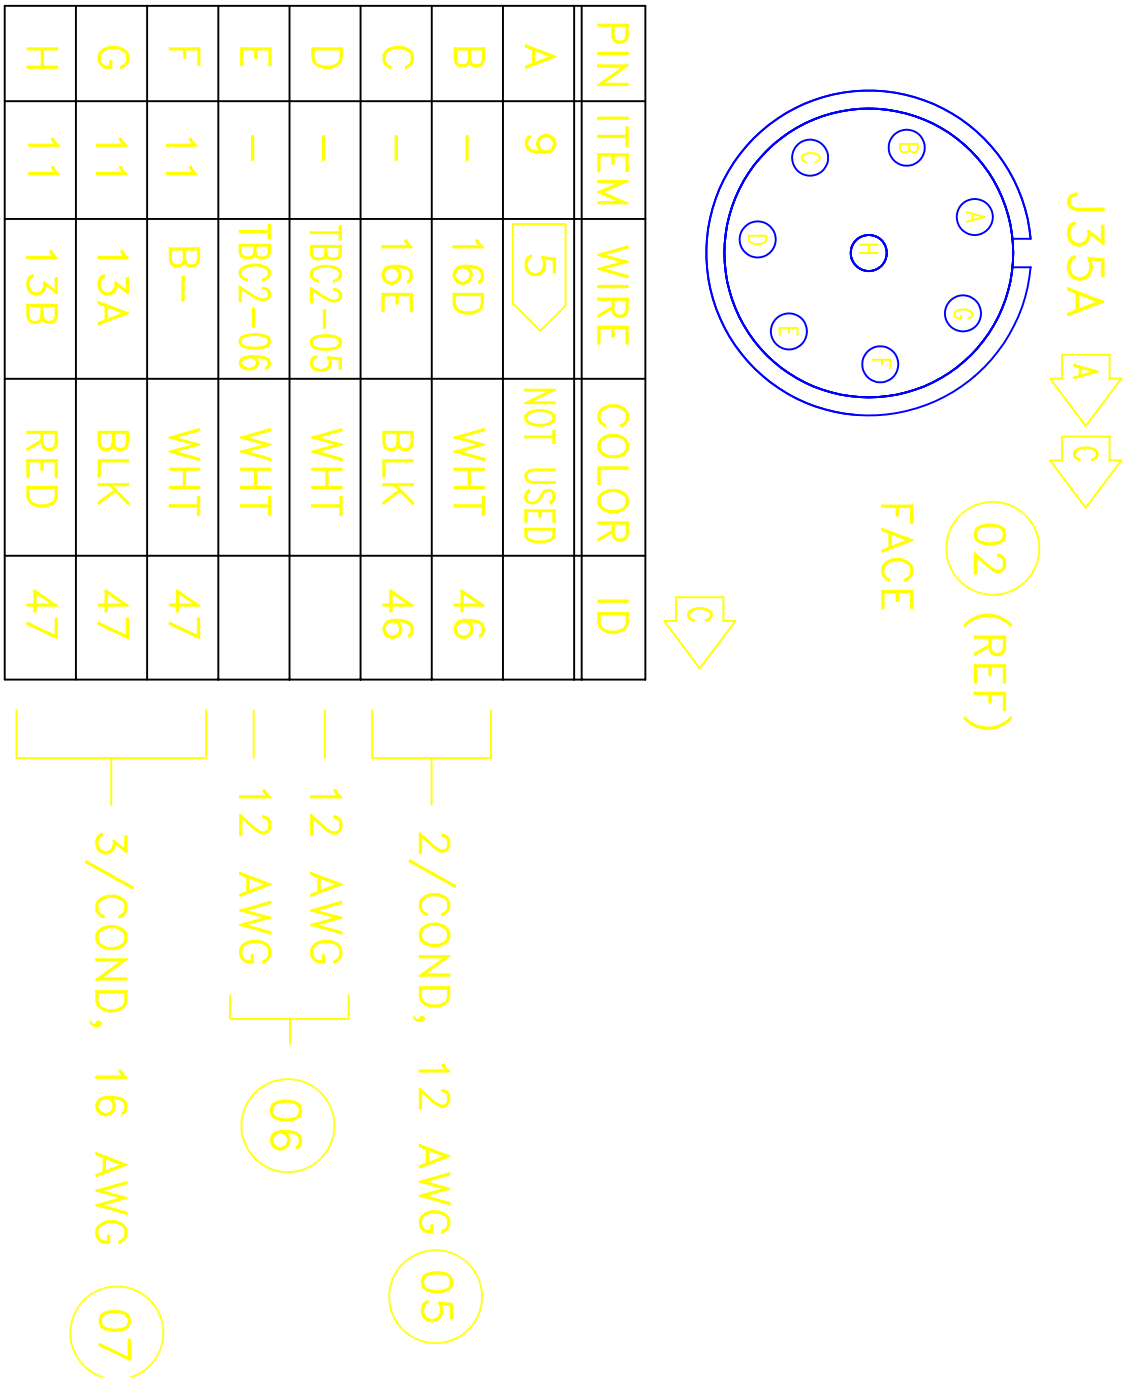 J35A A C
02 (REF)
FACE
B
C
A
H
D
G
E
F
C
PIN ITEM WIRE COLOR ID
A 9 5 NOT USED
B - 16D WHT 46
C - 16E BLK 46
2/COND, 12 AWG 05
D - TBC2-05 WHT
12 AWG
E - TBC2-06 WHT
12 AWG
06
F 11 B- WHT 47
G 11 13A BLK 47
H 11 13B RED 47
3/COND, 16 AWG 07